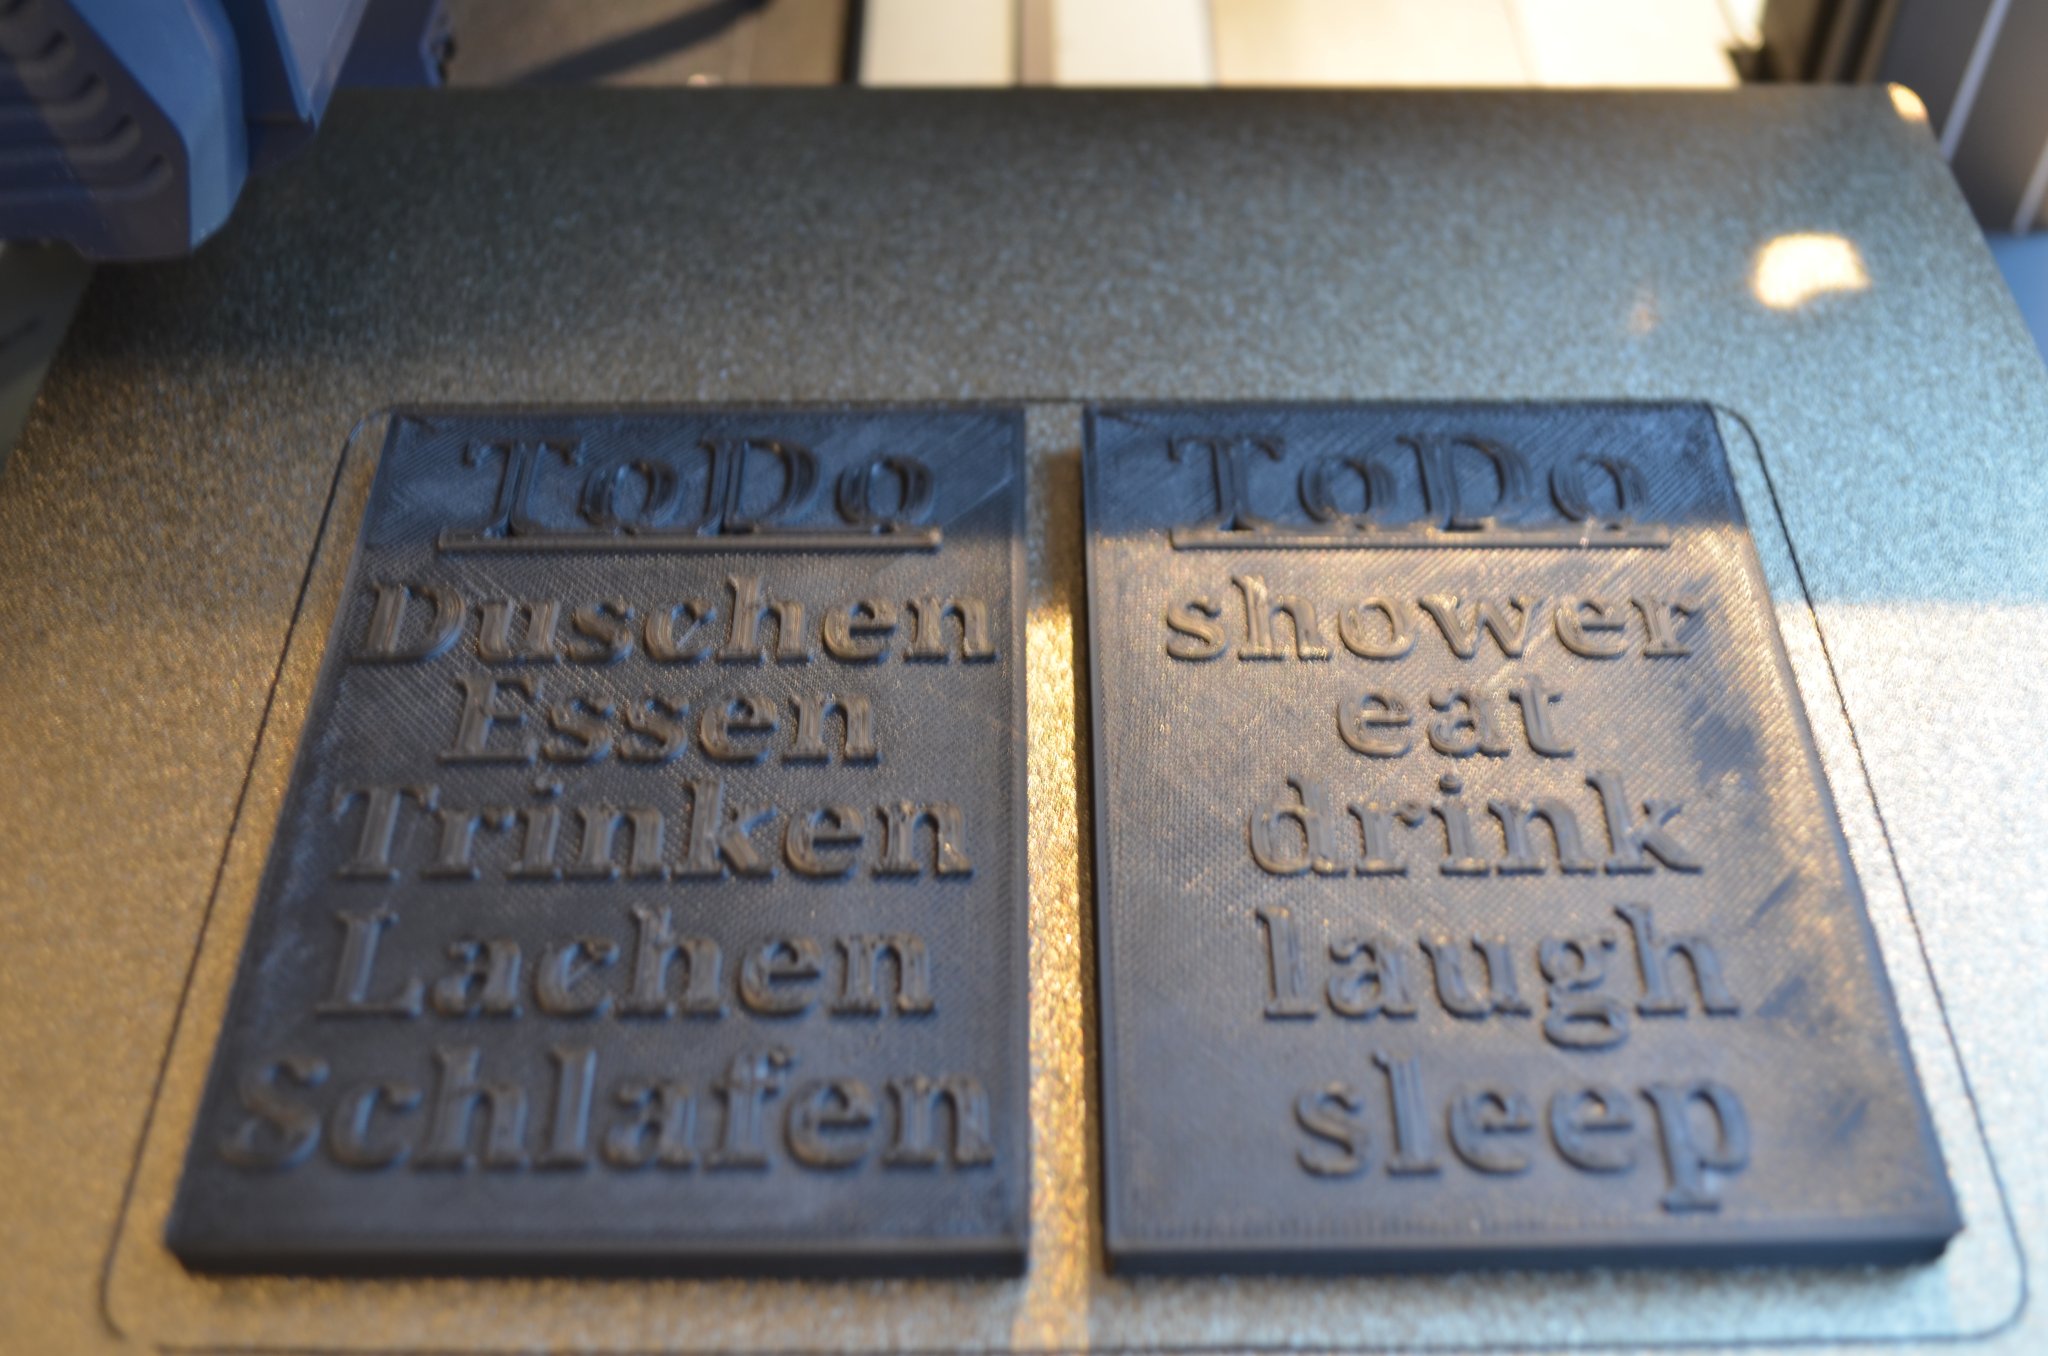 ToDo
Duschen
Essen
Trinken
Lachen
Schlafen
ToDo
shower
eat
drink
laugh
sleep